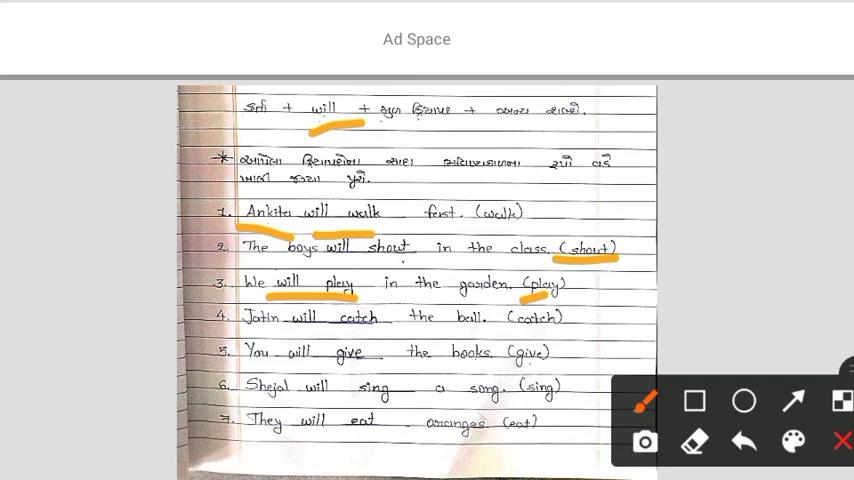 Ad Space
કર્તા + will + મુળ ક્રિયાપદ + અન્ય શબ્દો.
* આપેલા ક્રિયાપદોના સાદા ભવિષ્યકાળના રૂપો વડે
ખાલી જગ્યા પુરો.
1. Ankita will walk fast. (walk)
2. The boys will shout in the class. (shout)
3. We will play in the garden. (play)
4. Jatin will catch the ball. (catch)
5. You will give the books. (give)
6. Shejal will sing a song. (sing)
7. They will eat oranges. (eat)